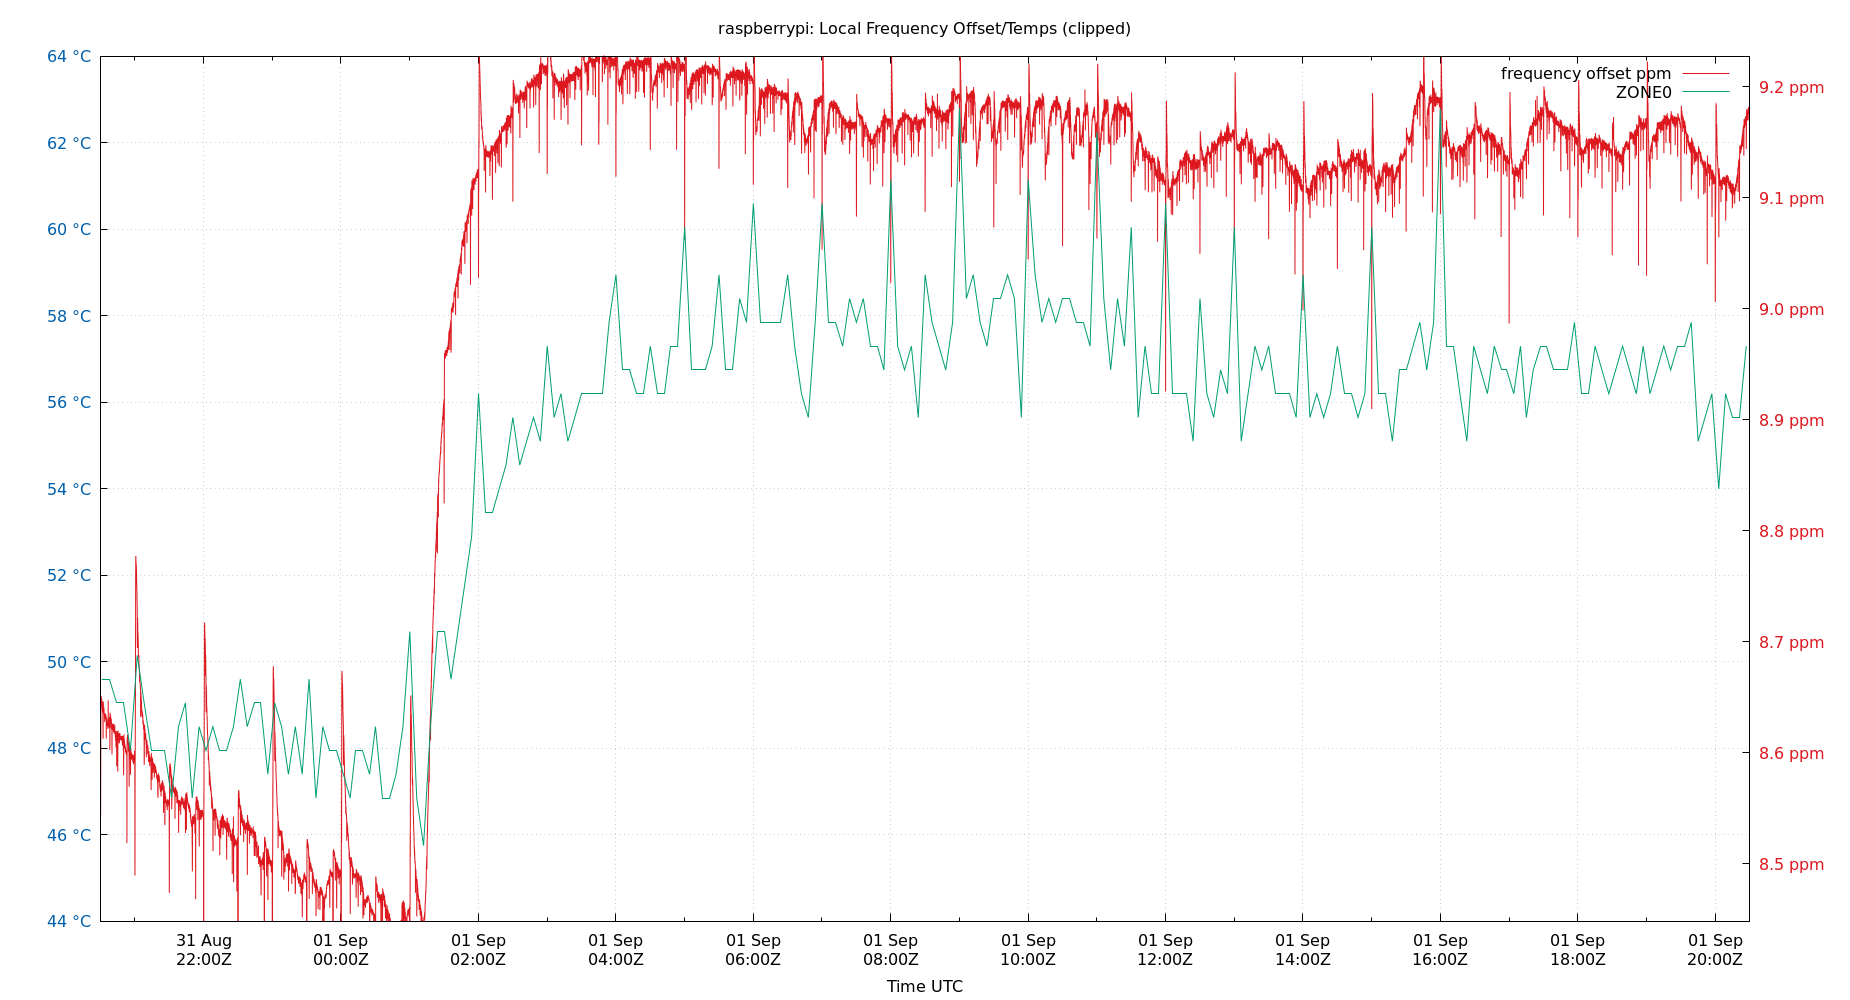 raspberrypi: Local Frequency Offset/Temps (clipped)
64 °C
62 °C
60 °C
58 °C
56 °C
54 °C
52 °C
50 °C
48 °C
46 °C
44 °C
frequency offset ppm
ZONE0
9.2 ppm
9.1 ppm
9.0 ppm
8.9 ppm
8.8 ppm
8.7 ppm
8.6 ppm
8.5 ppm
31 Aug
22:00Z
01 Sep
00:00Z
01 Sep
02:00Z
01 Sep
04:00Z
01 Sep
06:00Z
01 Sep
08:00Z
01 Sep
10:00Z
01 Sep
12:00Z
01 Sep
14:00Z
01 Sep
16:00Z
01 Sep
18:00Z
01 Sep
20:00Z
Time UTC